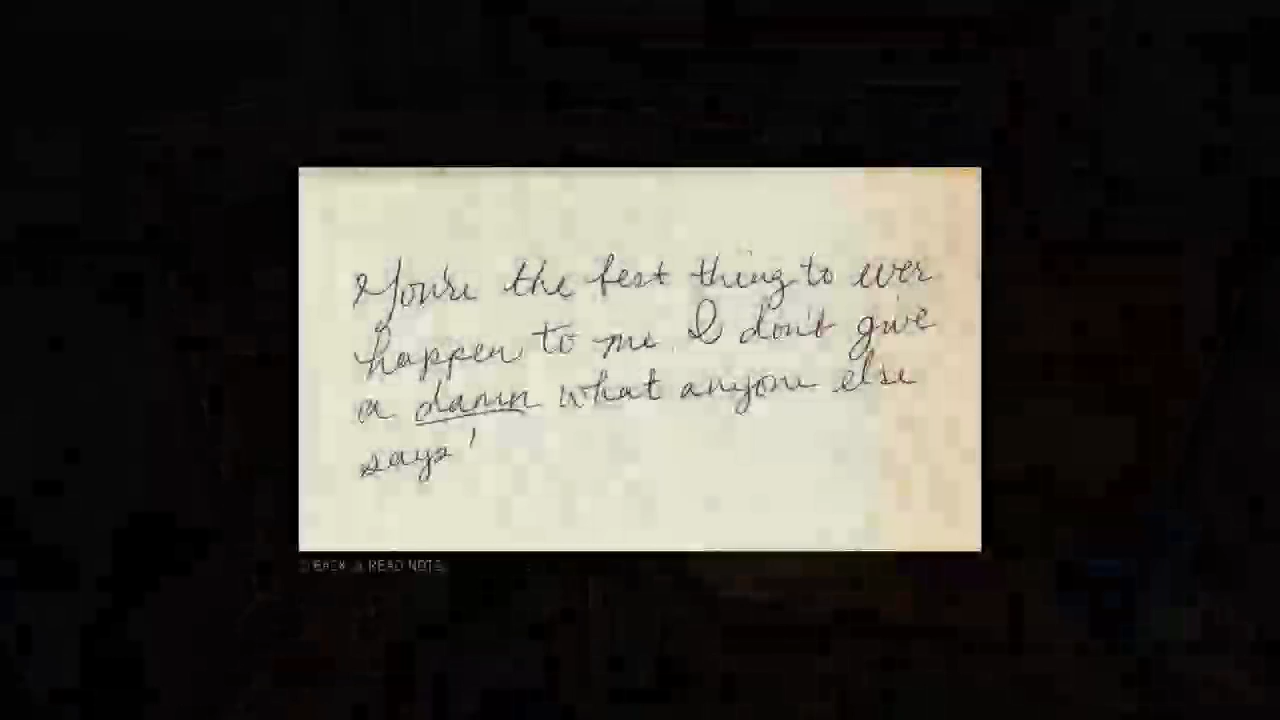 You're the best thing to ever
happen to me. I don't give
a damn what anyone else
says!
BACK READ NOTE